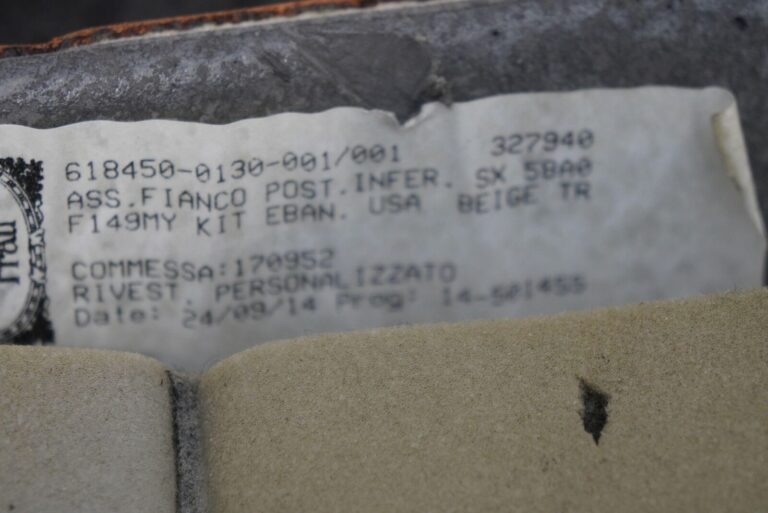 618450-0130-001/001 327940
ASS.FIANCO POST.INFER. SX 5BA0
F149MY KIT EBAN. USA BEIGE TR
COMMESSA:170952
RIVEST. PERSONALIZZATO
Date: 24/09/14 Prog: 14-501455
Frau